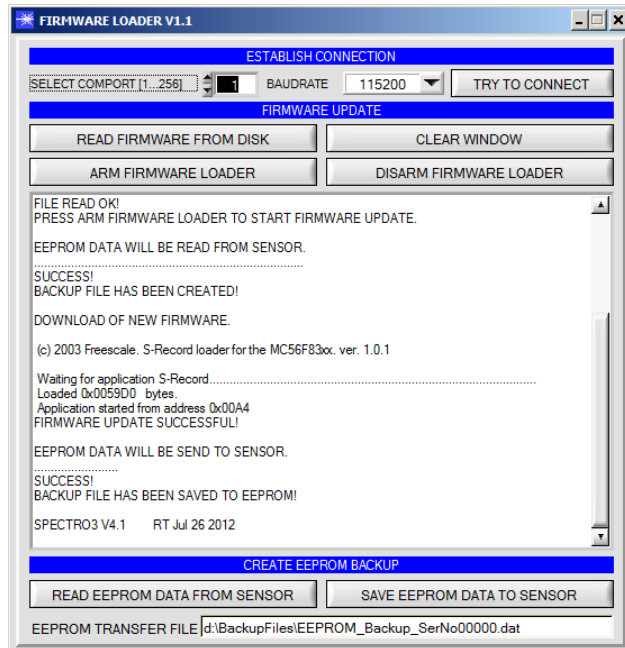 FIRMWARE LOADER V1.1
ESTABLISH CONNECTION
SELECT COMPORT [1...256] 1 BAUDRATE 115200 TRY TO CONNECT
FIRMWARE UPDATE
READ FIRMWARE FROM DISK CLEAR WINDOW
ARM FIRMWARE LOADER DISARM FIRMWARE LOADER
FILE READ OK!
PRESS ARM FIRMWARE LOADER TO START FIRMWARE UPDATE.
EEPROM DATA WILL BE READ FROM SENSOR.
...........................................................................
SUCCESS!
BACKUP FILE HAS BEEN CREATED!
DOWNLOAD OF NEW FIRMWARE.
(c) 2003 Freescale. S-Record loader for the MC56F83xx. ver. 1.0.1
Waiting for application S-Record..........................................................................................
Loaded 0x0059D0 bytes.
Application started from address 0x00A4
FIRMWARE UPDATE SUCCESSFUL!
EEPROM DATA WILL BE SEND TO SENSOR.
.......................
SUCCESS!
BACKUP FILE HAS BEEN SAVED TO EEPROM!
SPECTRO3 V4.1 RT Jul 26 2012
CREATE EEPROM BACKUP
READ EEPROM DATA FROM SENSOR SAVE EEPROM DATA TO SENSOR
EEPROM TRANSFER FILE d:\BackupFiles\EEPROM_Backup_SerNo00000.dat